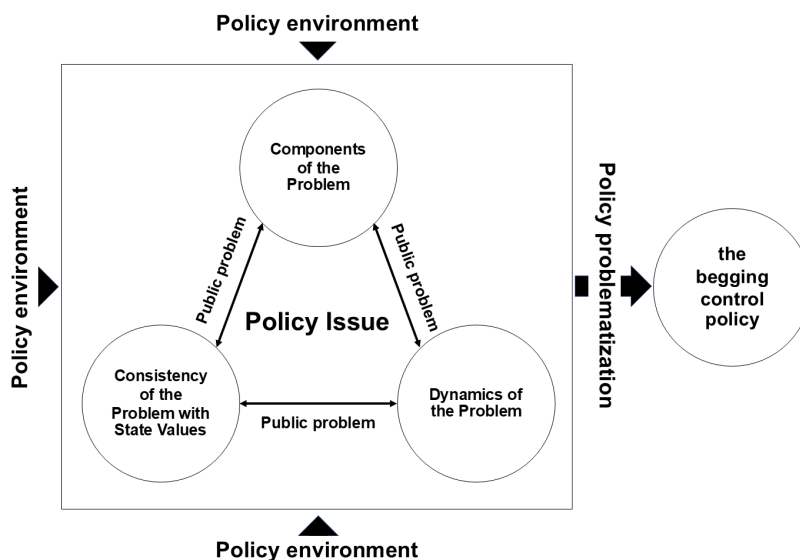 Policy environment
Components
of the
Problem
Public problem
Public problem
Policy environment
Policy Issue
Consistency
of the
Problem with
State Values
Dynamics of
the Problem
Public problem
Policy problematization
the
begging
control
policy
Policy environment